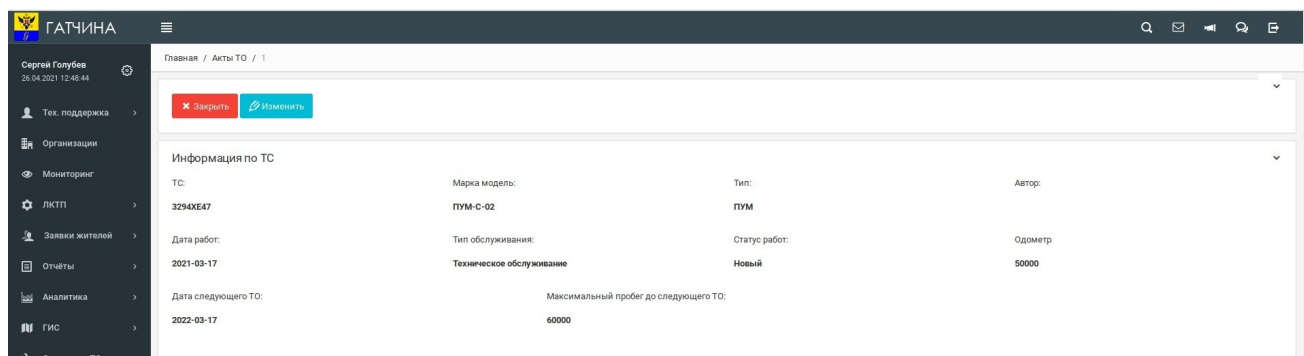 ГАТЧИНА
Сергей Голубев
26.04.2021 12:48:44
Тех. поддержка
Организации
Мониторинг
ЛКТП
Заявки жителей
Отчёты
Аналитика
ГИС
Главная / Акты ТО / 1
Закрыть Изменить
Информация по ТС
ТС: Марка модель: Тип: Автор:
3294ХЕ47 ПУМ-С-02 ПУМ
Дата работ: Тип обслуживания: Статус работ: Одометр
2021-03-17 Техническое обслуживание Новый 50000
Дата следующего ТО: Максимальный пробег до следующего ТО:
2022-03-17 60000